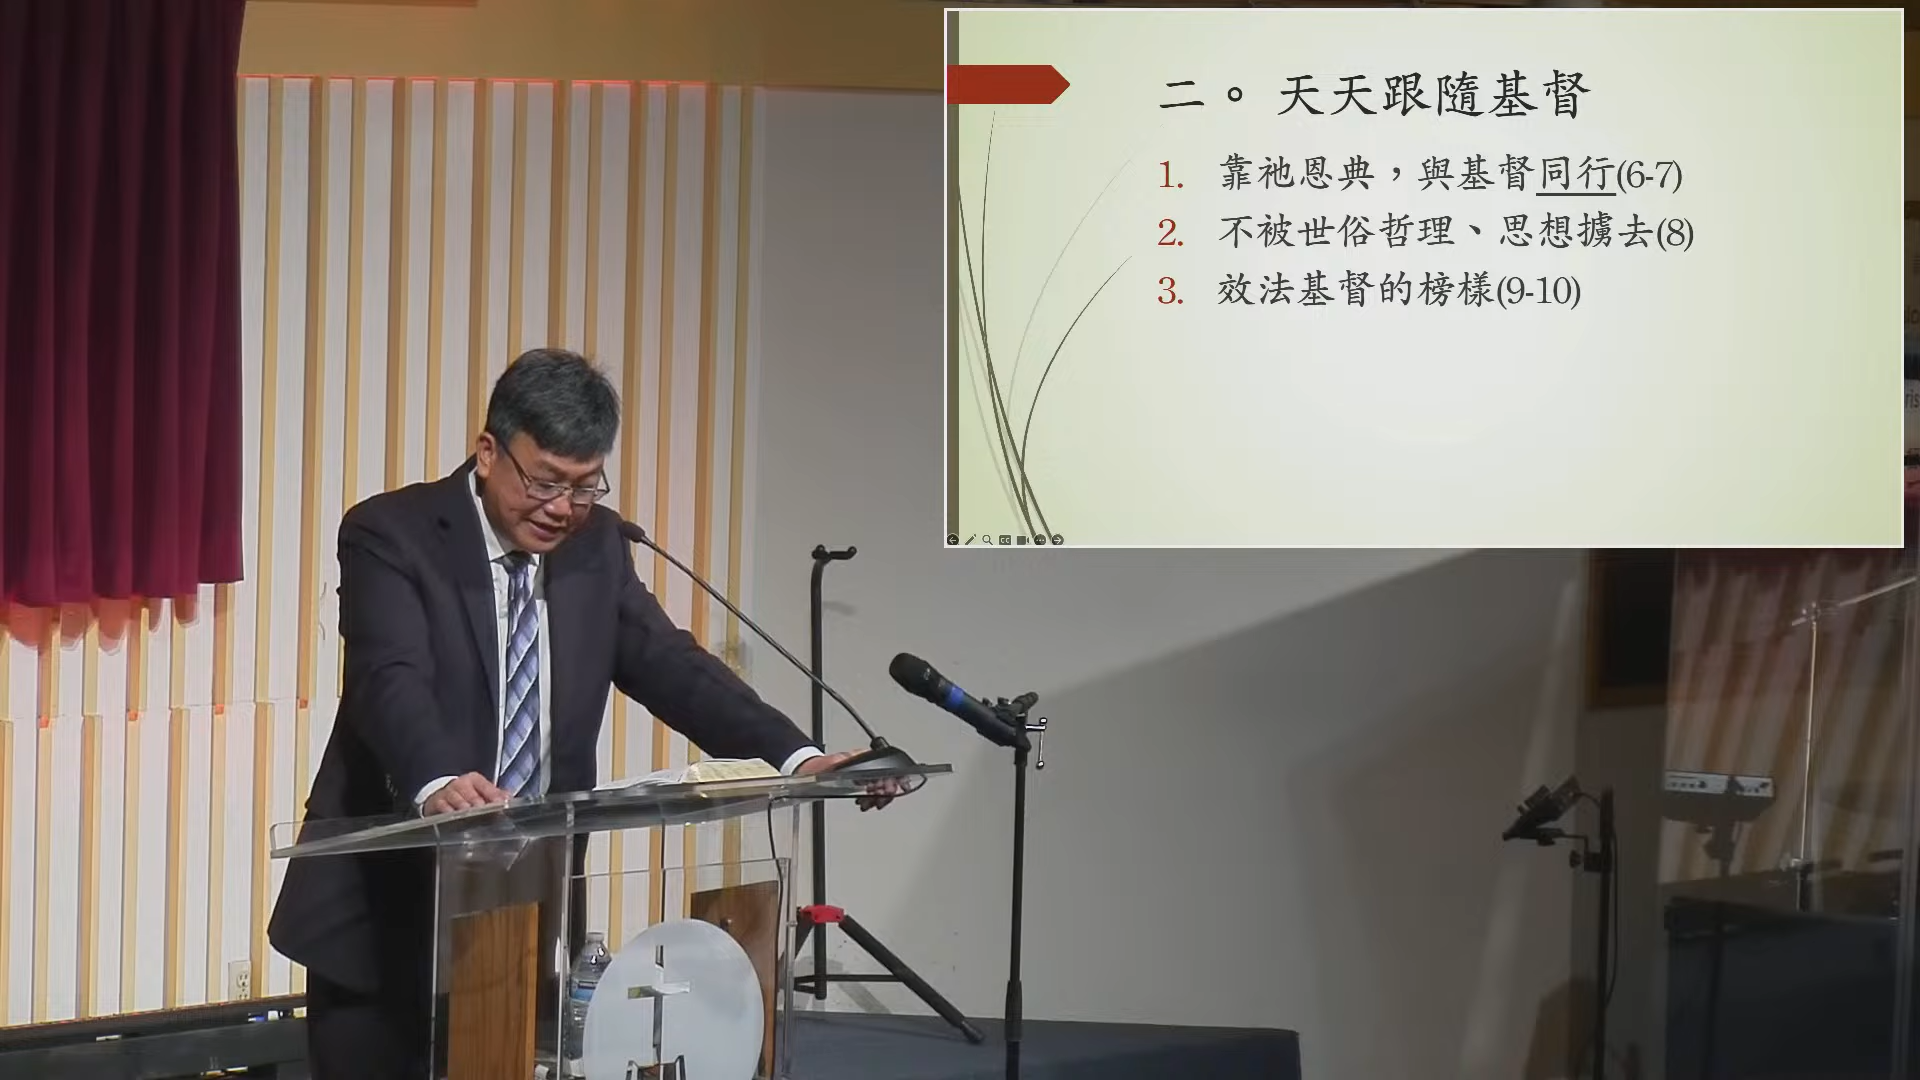 二。 天天跟隨基督
1. 靠祂恩典，與基督同行(6-7)
2. 不被世俗哲理、思想擄去(8)
3. 效法基督的榜樣(9-10)